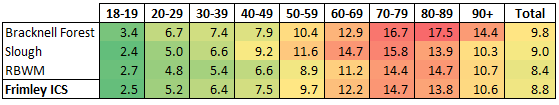 18-19 20-29 30-39 40-49 50-59 60-69 70-79 80-89 90+ Total
Bracknell Forest 3.4 6.7 7.4 7.9 10.4 12.9 16.7 17.5 14.4 9.8
Slough 2.4 5.0 6.6 9.2 11.6 14.7 15.8 13.9 10.3 9.0
RBWM 2.7 4.8 5.4 6.6 8.9 11.2 14.4 14.7 10.7 8.4
Frimley ICS 2.5 5.2 6.4 7.5 9.7 12.2 14.7 13.8 10.6 8.8